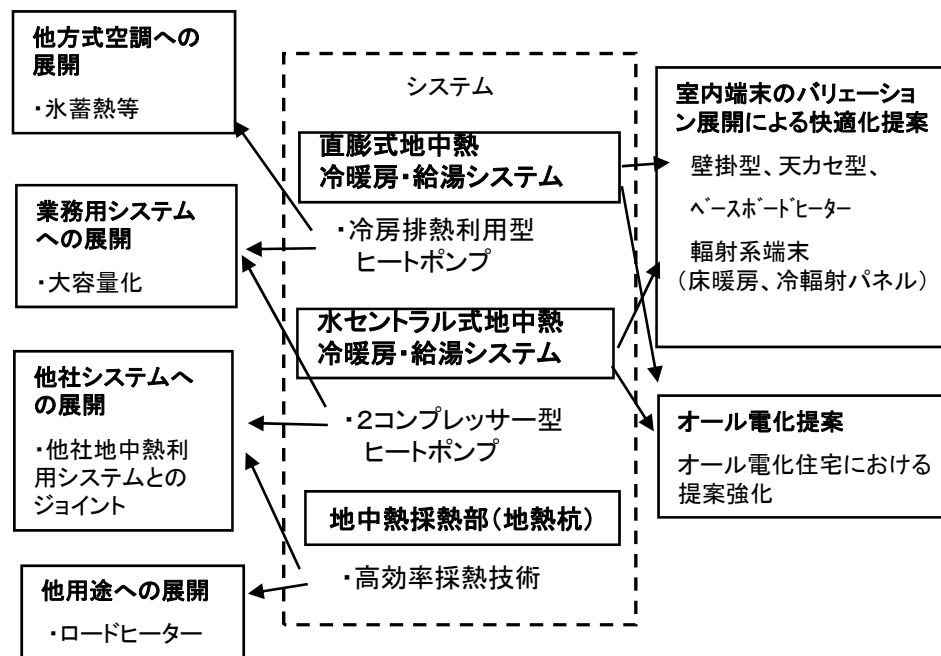 他方式空調への
展開
・氷蓄熱等
業務用システム
への展開
・大容量化
他社システムへ
の展開
・他社地中熱利
用システムとの
ジョイント
他用途への展開
・ロードヒーター
システム
直膨式地中熱
冷暖房・給湯システム
・冷房排熱利用型
ヒートポンプ
水セントラル式地中熱
冷暖房・給湯システム
・2コンプレッサー型
ヒートポンプ
地中熱採熱部(地熱杭)
・高効率採熱技術
室内端末のバリェーショ
ン展開による快適化提案
壁掛型、天カセ型、
ベースボードヒーター
輻射系端末
(床暖房、冷輻射パネル)
オール電化提案
オール電化住宅における
提案強化